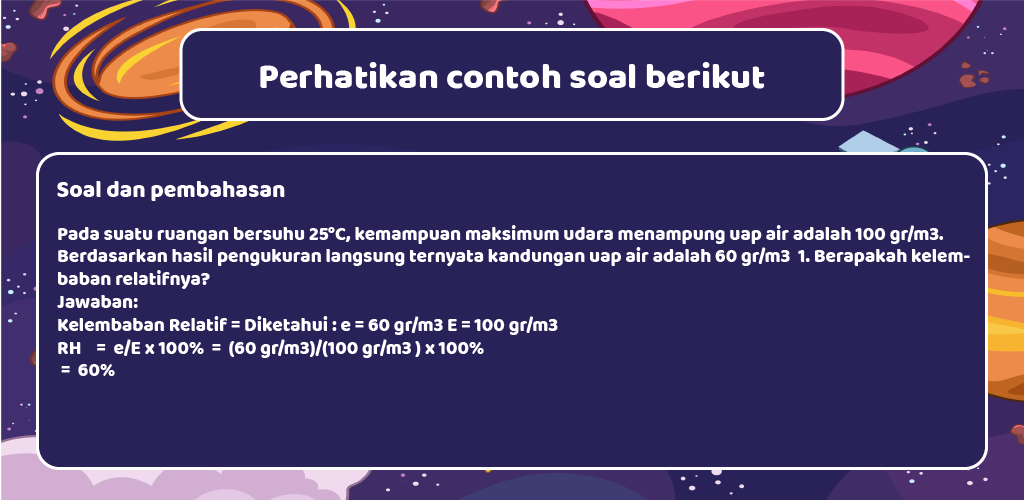 Perhatikan contoh soal berikut
Soal dan pembahasan
Pada suatu ruangan bersuhu 25°C, kemampuan maksimum udara menampung uap air adalah 100 gr/m3.
Berdasarkan hasil pengukuran langsung ternyata kandungan uap air adalah 60 gr/m3  1. Berapakah kelem-
baban relatifnya?
Jawaban:
Kelembaban Relatif = Diketahui : e = 60 gr/m3 E = 100 gr/m3
RH   =  e/E x 100%  =  (60 gr/m3)/(100 gr/m3 ) x 100%
=  60%